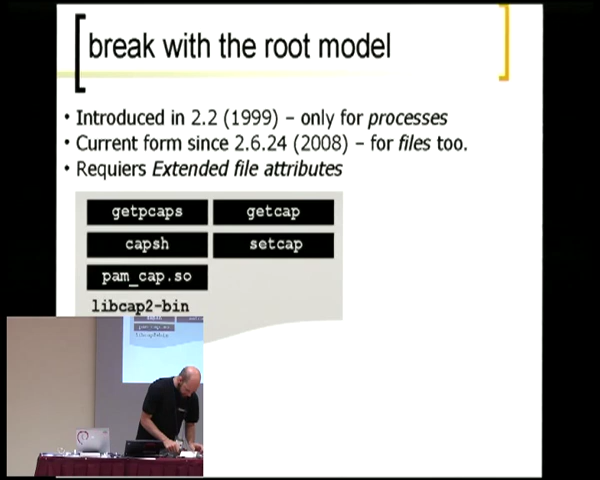 break with the root model
• Introduced in 2.2 (1999) – only for processes
• Current form since 2.6.24 (2008) – for files too.
• Requiers Extended file attributes
getpcaps getcap
capsh setcap
pam_cap.so
libcap2-bin